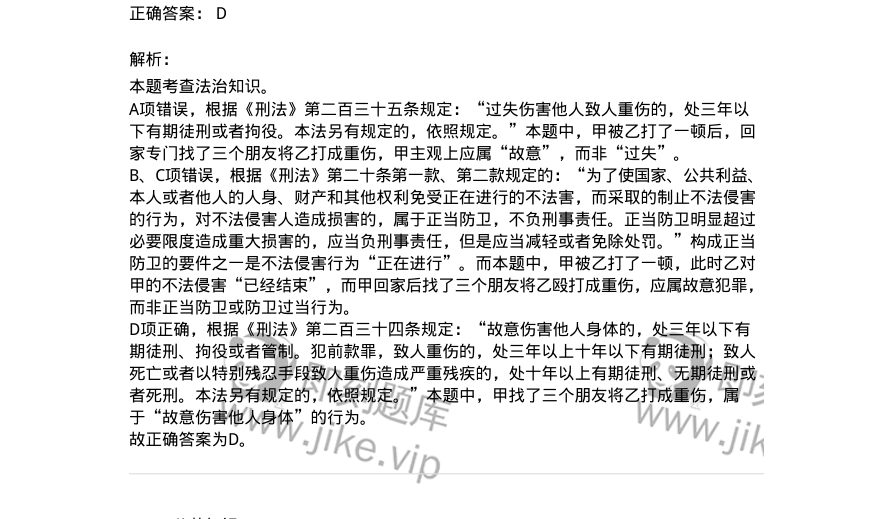 正确答案： D
解析：
本题考查法治知识。
A项错误，根据《刑法》第二百三十五条规定：“过失伤害他人致人重伤的，处三年以
下有期徒刑或者拘役。本法另有规定的，依照规定。”本题中，甲被乙打了一顿后，回
家专门找了三个朋友将乙打成重伤，甲主观上应属“故意”，而非“过失”。
B、C项错误，根据《刑法》第二十条第一款、第二款规定的：“为了使国家、公共利益、
本人或者他人的人身、财产和其他权利免受正在进行的不法害，而采取的制止不法侵害
的行为，对不法侵害人造成损害的，属于正当防卫，不负刑事责任。正当防卫明显超过
必要限度造成重大损害的，应当负刑事责任，但是应当减轻或者免除处罚。”构成正当
防卫的要件之一是不法侵害行为“正在进行”。而本题中，甲被乙打了一顿，此时乙对
甲的不法侵害“已经结束”，而甲回家后找了三个朋友将乙殴打成重伤，应属故意犯罪，
而非正当防卫或防卫过当行为。
D项正确，根据《刑法》第二百三十四条规定：“故意伤害他人身体的，处三年以下有
期徒刑、拘役或者管制。犯前款罪，致人重伤的，处三年以上十年以下有期徒刑；致人
死亡或者以特别残忍手段致人重伤造成严重残疾的，处十年以上有期徒刑、无期徒刑或
者死刑。本法另有规定的，依照规定。”本题中，甲找了三个朋友将乙打成重伤，属
于“故意伤害他人身体”的行为。
故正确答案为D。
即刻题库
www.jike.vip
即刻
www.jik